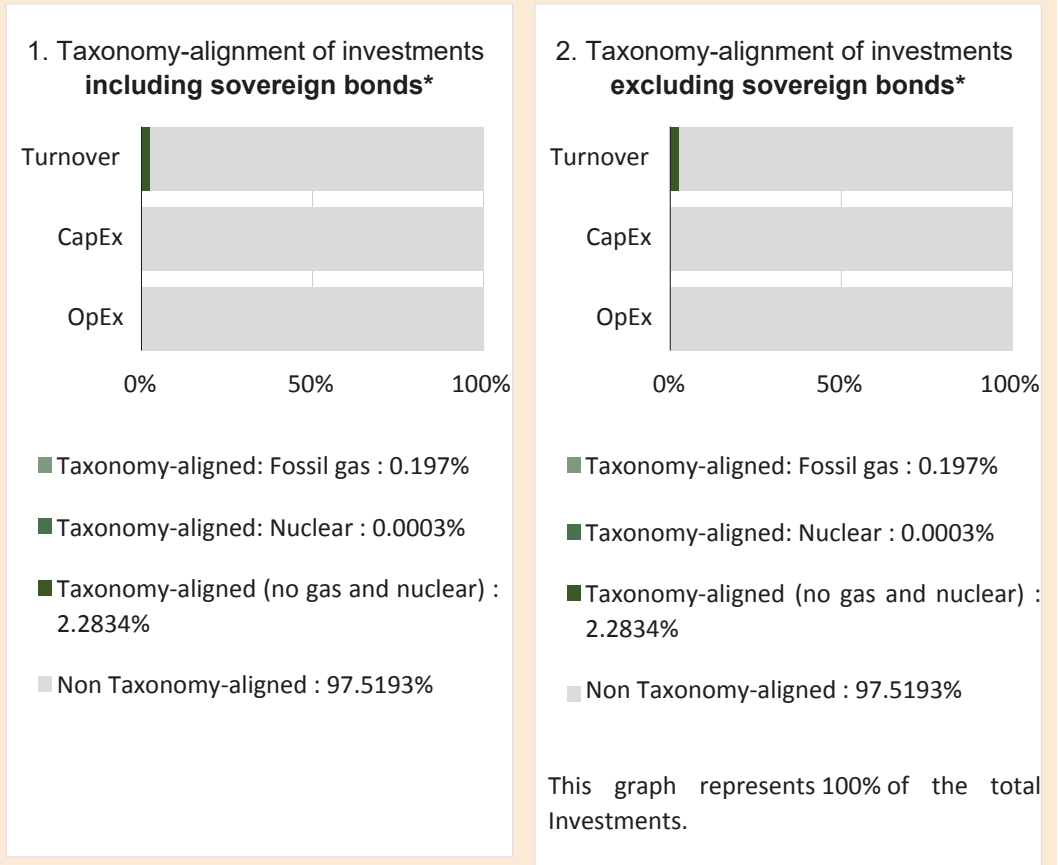 1. Taxonomy-alignment of investments
including sovereign bonds*
Turnover
CapEx
OpEx
0% 50% 100%
Taxonomy-aligned: Fossil gas : 0.197%
Taxonomy-aligned: Nuclear : 0.0003%
Taxonomy-aligned (no gas and nuclear) :
2.2834%
Non Taxonomy-aligned : 97.5193%
2. Taxonomy-alignment of investments
excluding sovereign bonds*
Turnover
CapEx
OpEx
0% 50% 100%
Taxonomy-aligned: Fossil gas : 0.197%
Taxonomy-aligned: Nuclear : 0.0003%
Taxonomy-aligned (no gas and nuclear) :
2.2834%
Non Taxonomy-aligned : 97.5193%
This graph represents 100% of the total
Investments.